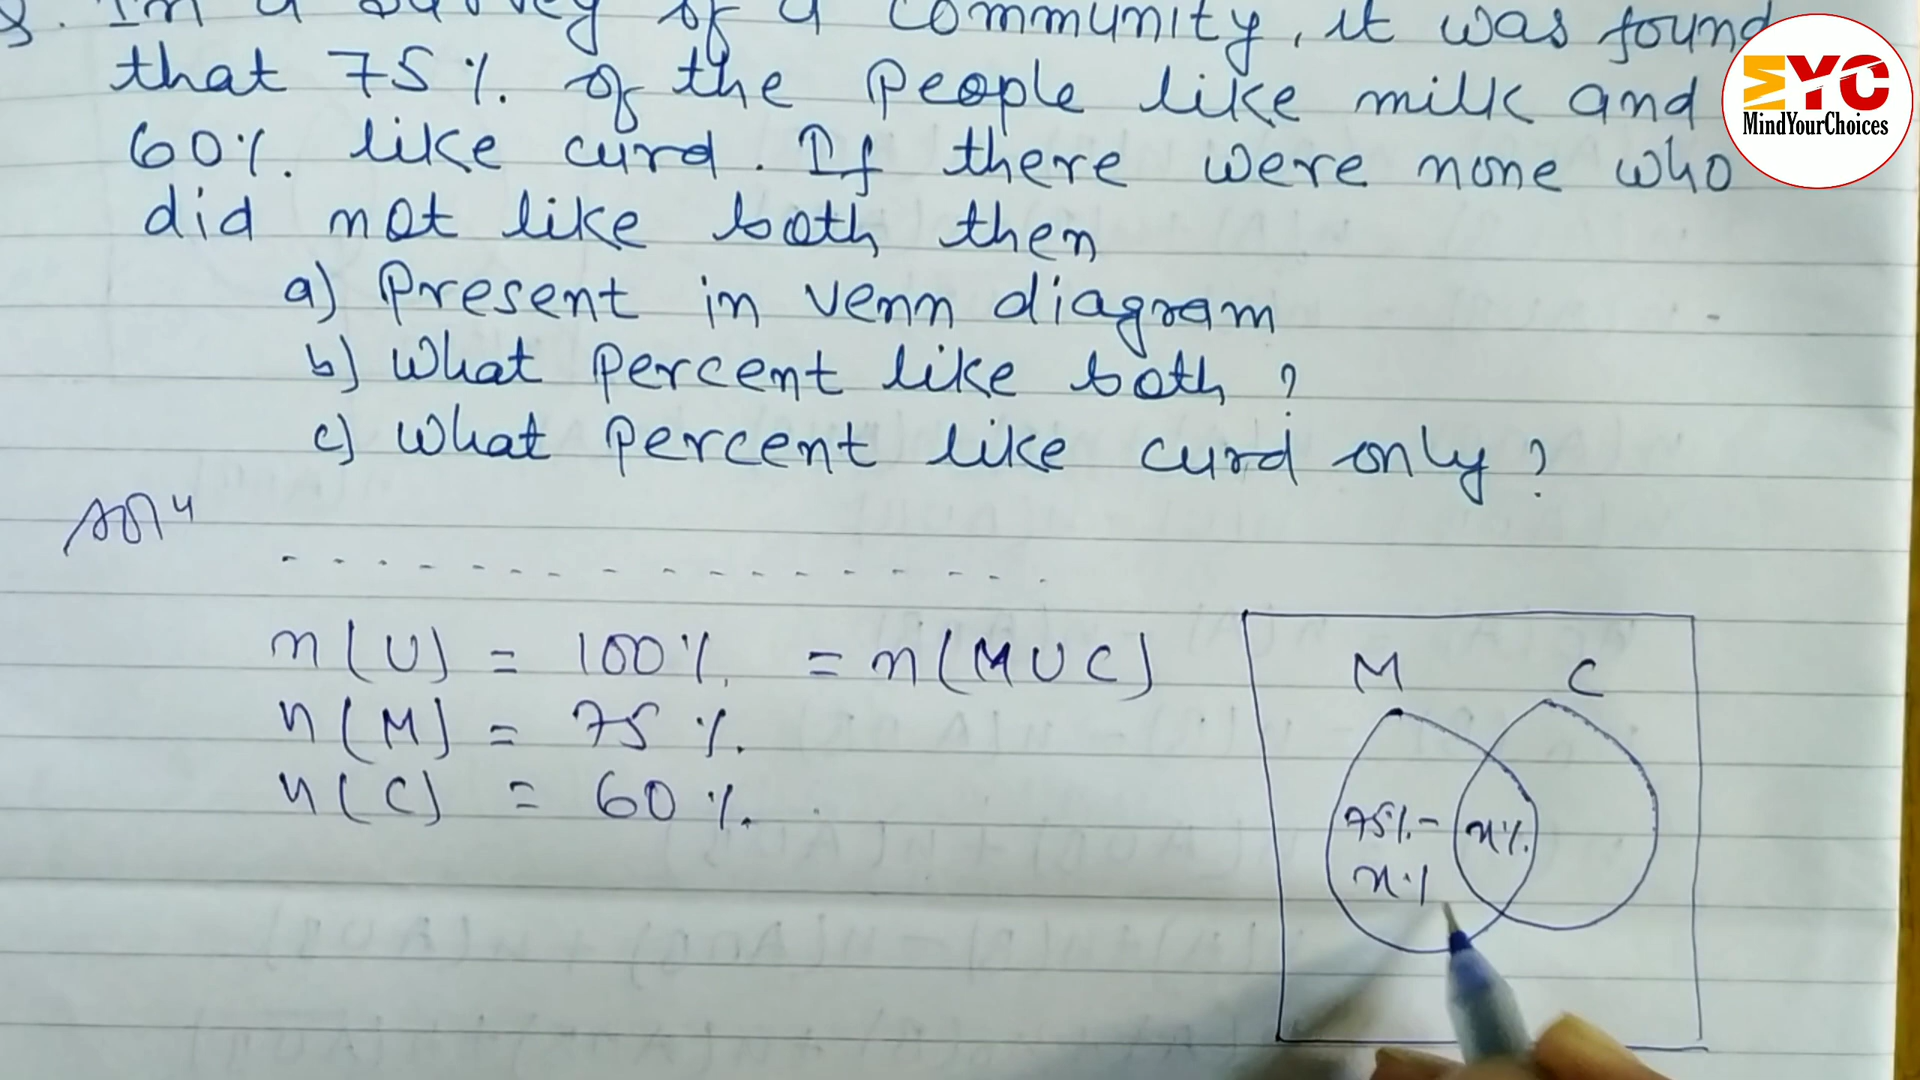 In a survey of a community, it was found
that 75%. of the people like milk and
60%. like curd. If there were none who
did not like both then
a) Present in venn diagram
b) What percent like both ?
c) What percent like curd only ?
n(U) = 100%. = n(MUC)
n(M) = 75 %.
n(C) = 60 %.
M C
75%- x%.
x%
MYC
MindYourChoices